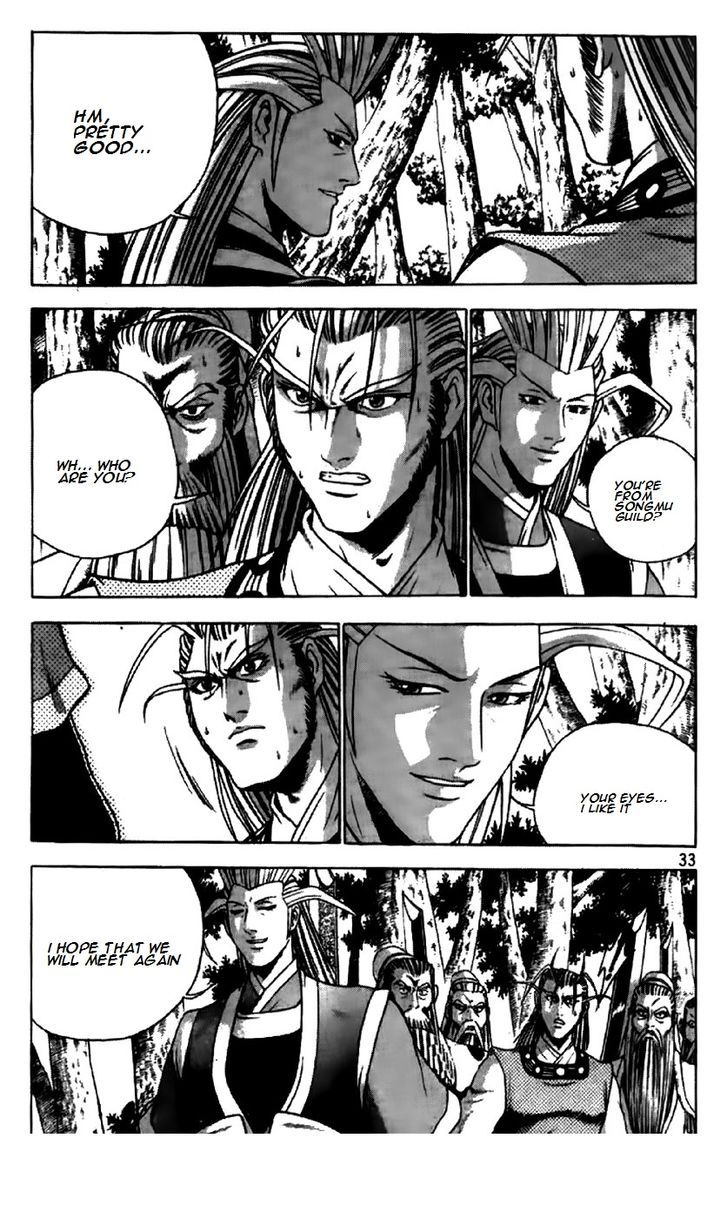 HM,
PRETTY
GOOD...
WH... WHO
ARE YOU?
YOU'RE
FROM
SONGMU
GUILD?
YOUR EYES...
I LIKE IT
33
I HOPE THAT WE
WILL MEET AGAIN